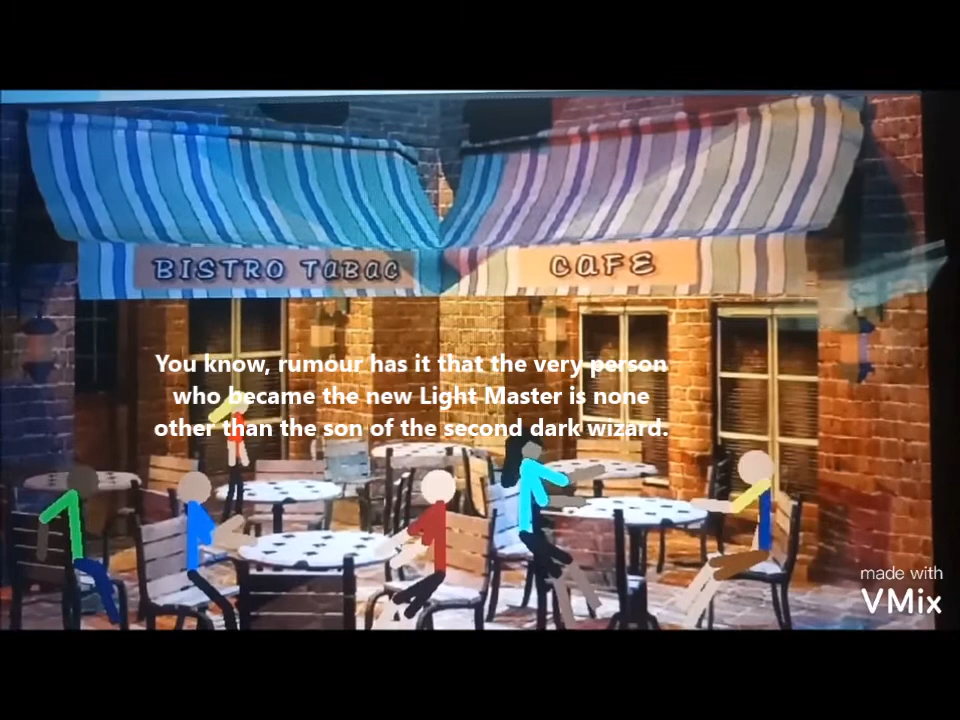 BISTRO TABAC
CAFE
You know, rumour has it that the very person
who became the new Light Master is none
other than the son of the second dark wizard.
made with
VMix